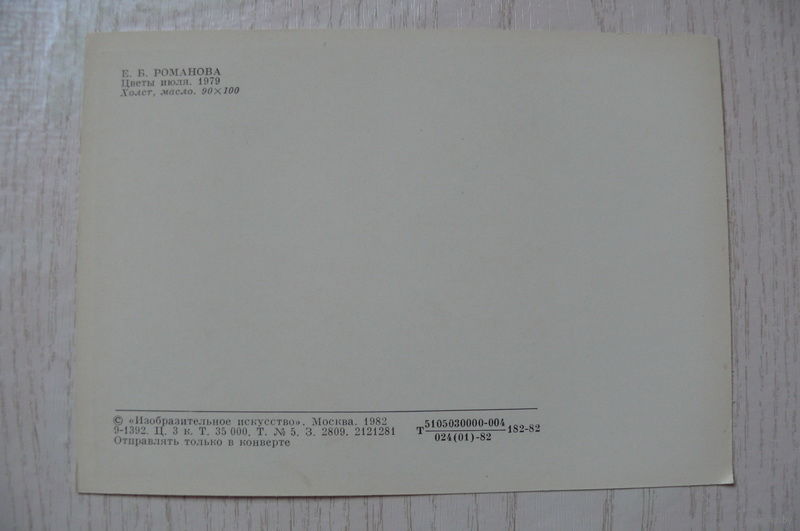 Е. Б. РОМАНОВА
Цветы июля. 1979
Холст, масло. 90×100
© «Изобразительное искусство». Москва. 1982
9-1392. Ц. 3 к. Т. 35 000. Т. № 5. З. 2809. 2121281
Отправлять только в конверте
Т 5105030000-004 / 024(01)-82 182-82